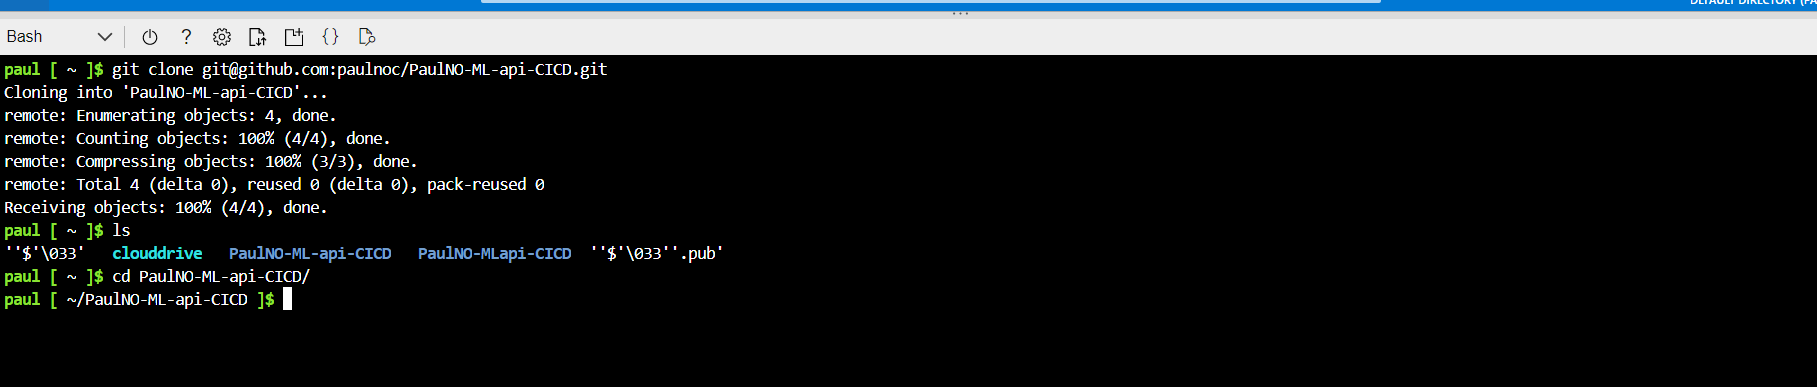 DEFAULT DIRECTORY
Bash ? {}
paul [ ~ ]$ git clone git@github.com:paulnoc/PaulNO-ML-api-CICD.git
Cloning into 'PaulNO-ML-api-CICD'...
remote: Enumerating objects: 4, done.
remote: Counting objects: 100% (4/4), done.
remote: Compressing objects: 100% (3/3), done.
remote: Total 4 (delta 0), reused 0 (delta 0), pack-reused 0
Receiving objects: 100% (4/4), done.
paul [ ~ ]$ ls
''$'\033'   clouddrive   PaulNO-ML-api-CICD   PaulNO-MLapi-CICD  ''$'\033''.pub'
paul [ ~ ]$ cd PaulNO-ML-api-CICD/
paul [ ~/PaulNO-ML-api-CICD ]$